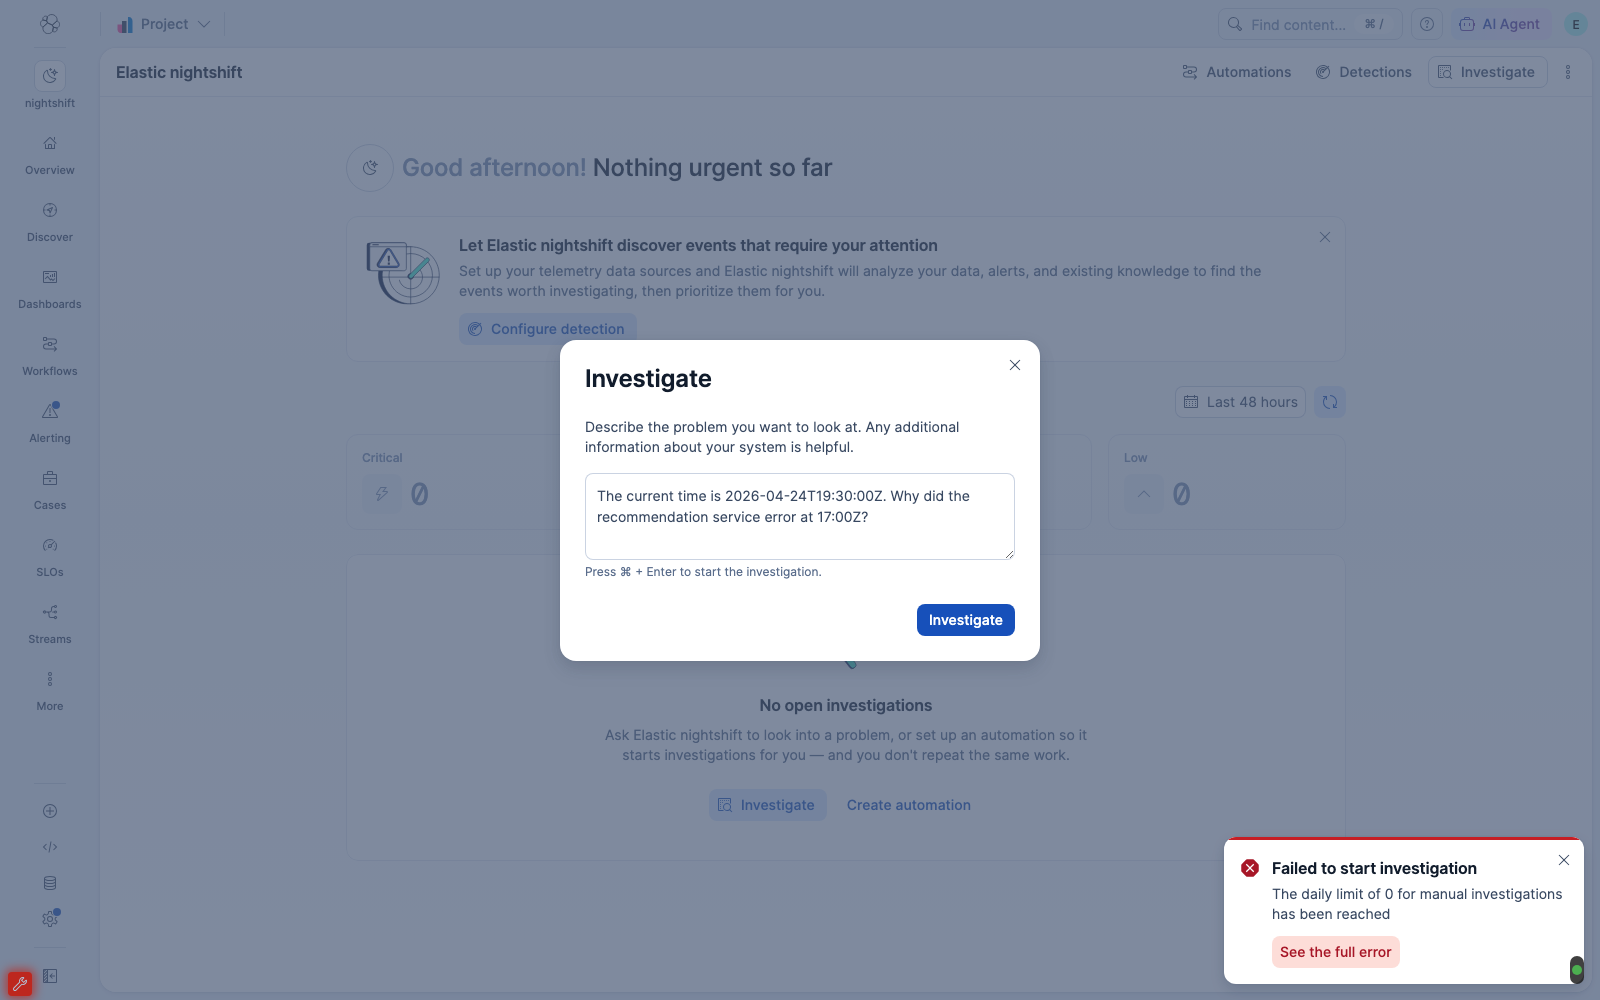 Project
Find content...
⌘ /
AI Agent
E
nightshift
Overview
Discover
Dashboards
Workflows
Alerting
Cases
SLOs
Streams
More
Elastic nightshift
Automations
Detections
Investigate
Good afternoon! Nothing urgent so far
Let Elastic nightshift discover events that require your attention
Set up your telemetry data sources and Elastic nightshift will analyze your data, alerts, and existing knowledge to find the
events worth investigating, then prioritize them for you.
Configure detection
Last 48 hours
Critical
0
Low
0
Investigate
Describe the problem you want to look at. Any additional
information about your system is helpful.
The current time is 2026-04-24T19:30:00Z. Why did the
recommendation service error at 17:00Z?
Press ⌘ + Enter to start the investigation.
Investigate
No open investigations
Ask Elastic nightshift to look into a problem, or set up an automation so it
starts investigations for you — and you don't repeat the same work.
Investigate
Create automation
Failed to start investigation
The daily limit of 0 for manual investigations
has been reached
See the full error